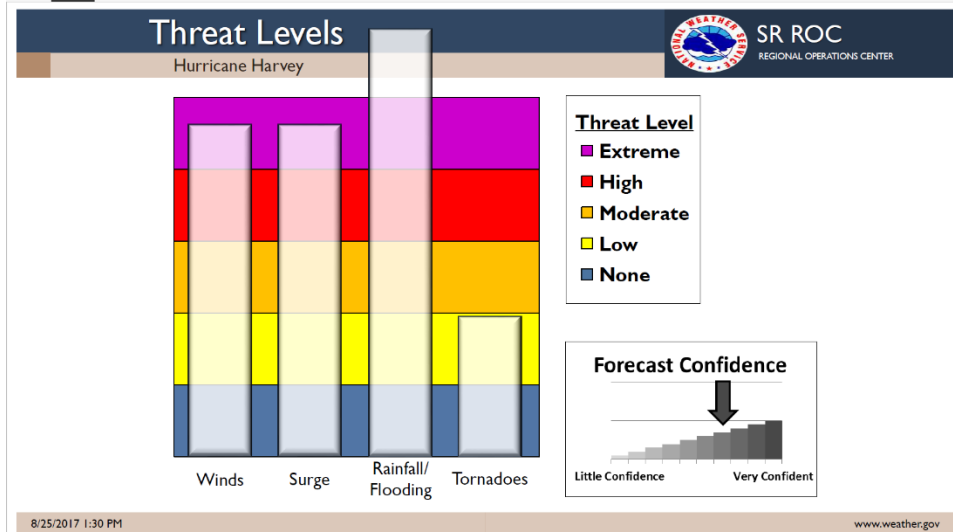 Threat Levels
Hurricane Harvey
NATIONAL WEATHER SERVICE
SR ROC
REGIONAL OPERATIONS CENTER
Threat Level
Extreme
High
Moderate
Low
None
Winds
Surge
Rainfall/
Flooding
Tornadoes
Forecast Confidence
Little Confidence
Very Confident
8/25/2017 1:30 PM
www.weather.gov